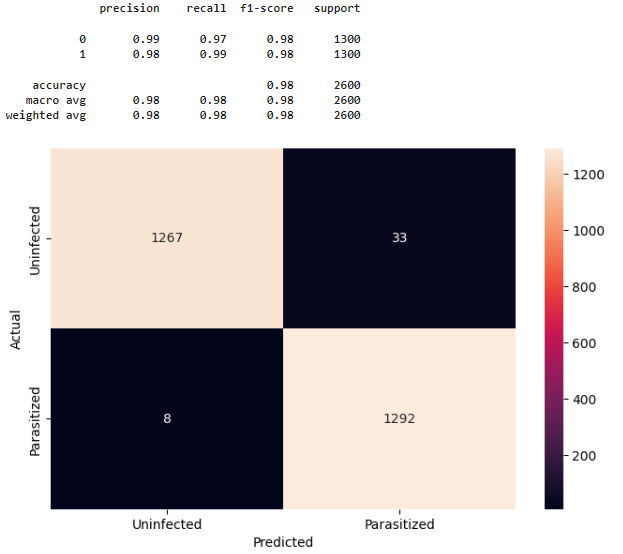 precision recall f1-score support
0 0.99 0.97 0.98 1300
1 0.98 0.99 0.98 1300
accuracy 0.98 2600
macro avg 0.98 0.98 0.98 2600
weighted avg 0.98 0.98 0.98 2600
Actual
Uninfected
1267 33
Parasitized
8 1292
Uninfected Parasitized
Predicted
1200
1000
800
600
400
200